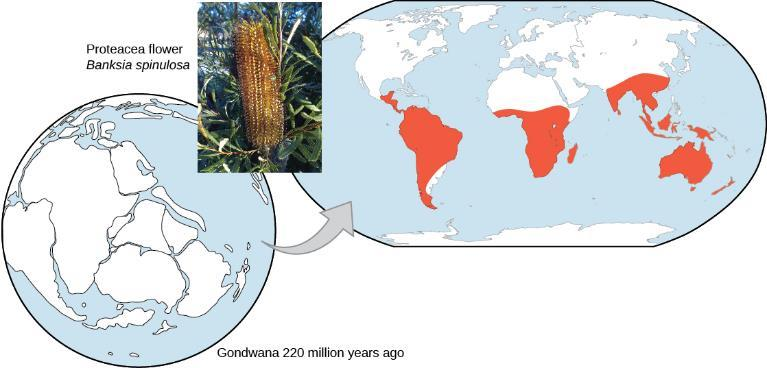 Proteacea flower
Banksia spinulosa
Gondwana 220 million years ago